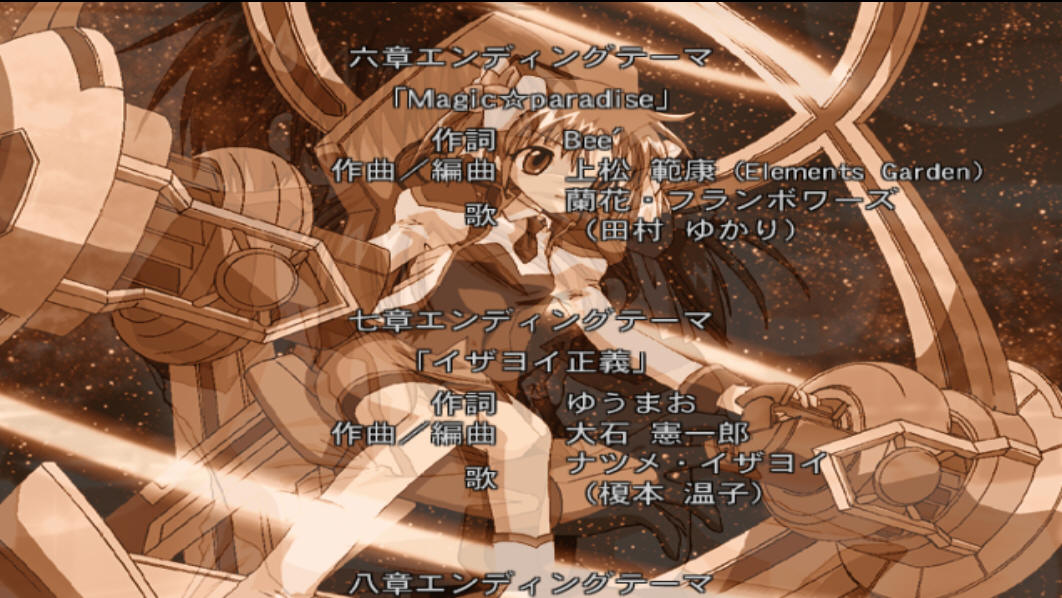 六章エンディングテーマ
「Magic☆paradise」
作詞 Bee′
作曲／編曲 上松 範康（Elements Garden）
歌 蘭花・フランボワーズ
（田村 ゆかり）
七章エンディングテーマ
「イザヨイ正義」
作詞 ゆうまお
作曲／編曲 大石 憲一郎
歌 ナツメ・イザヨイ
（榎本 温子）
八章エンディングテーマ